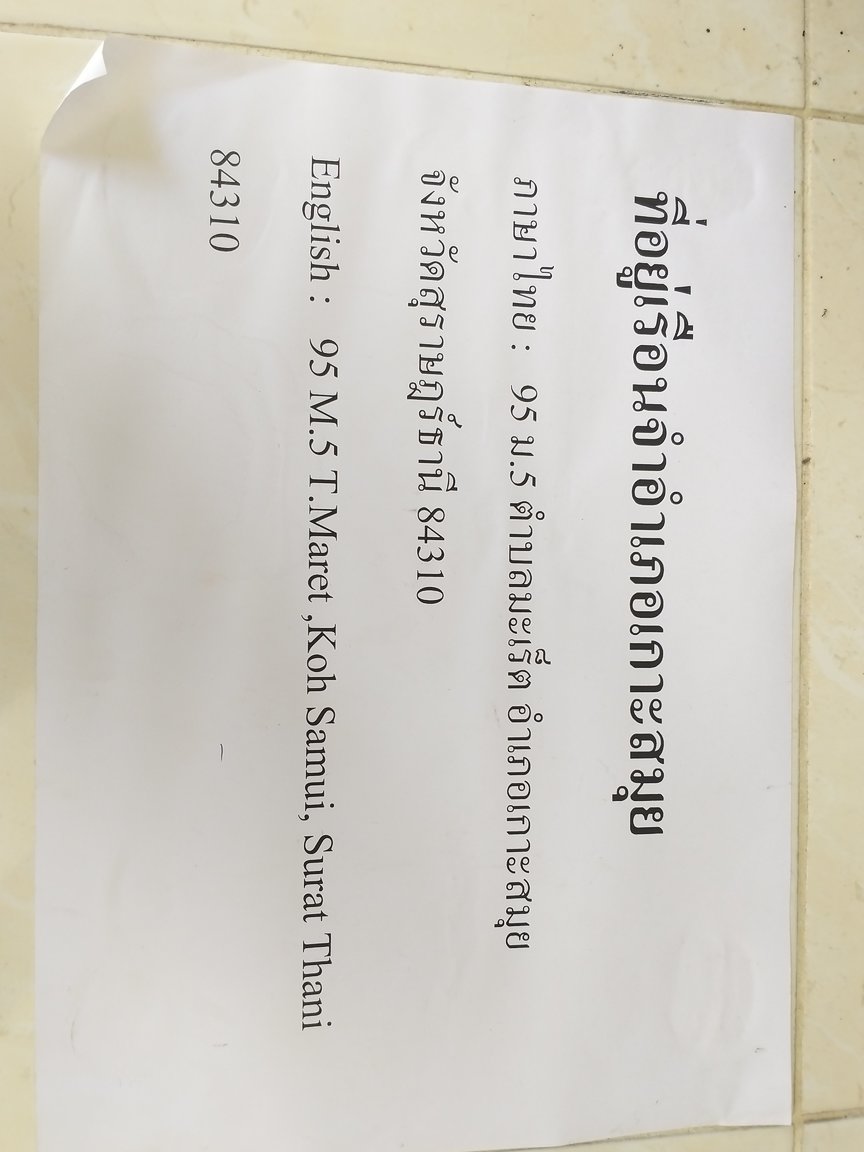 ที่อยู่เรือนจำอำเภอเกาะสมุย
ภาษาไทย : 95 ม.5 ตำบลมะเร็ต อำเภอเกาะสมุย
จังหวัดสุราษฎร์ธานี 84310
English : 95 M.5 T.Maret ,Koh Samui, Surat Thani
84310